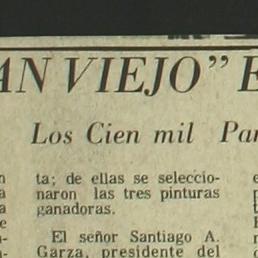 AN VIEJO" E
Los Cien mil Par
ta; de ellas se seleccio-
naron las tres pinturas
ganadoras.
El señor Santiago A.
Garza, presidente del